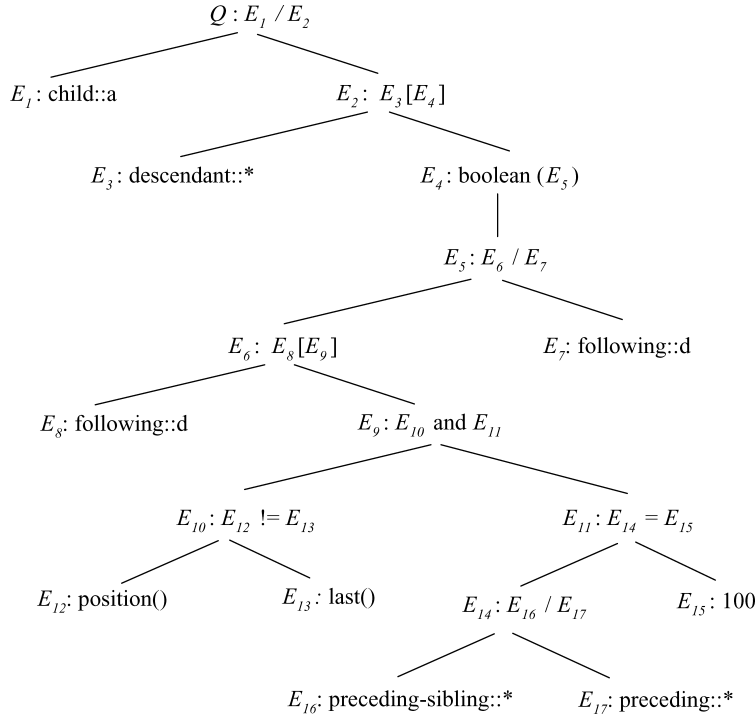 Q : E1 / E2
E1 : child::a
E2 : E3 [E4]
E3 : descendant::*
E4 : boolean (E5)
E5 : E6 / E7
E6 : E8 [E9]
E7 : following::d
E8 : following::d
E9 : E10 and E11
E10 : E12 != E13
E11 : E14 = E15
E12 : position()
E13 : last()
E14 : E16 / E17
E15 : 100
E16 : preceding-sibling::*
E17 : preceding::*